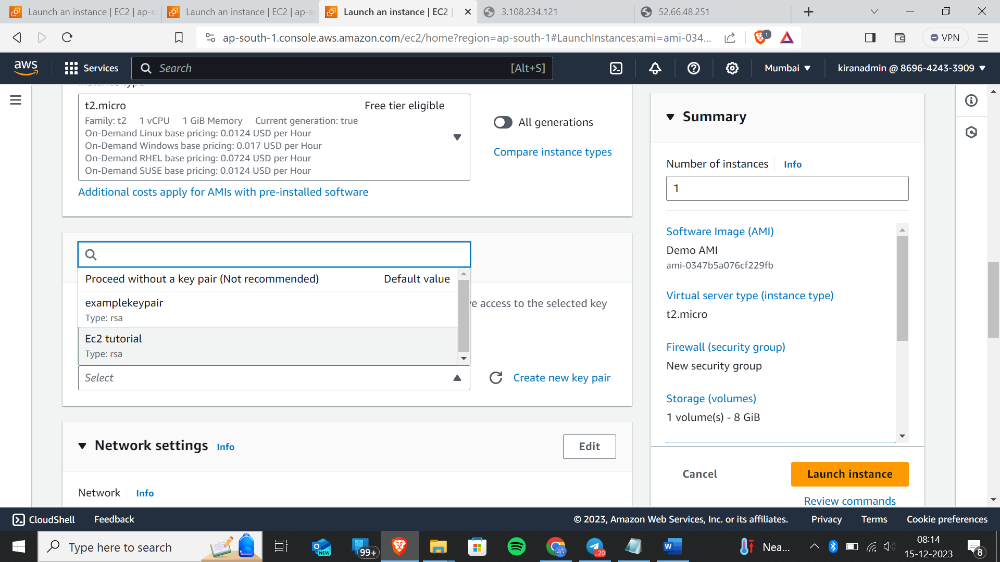 Launch an instance | EC2 | ap-so
Launch an instance | EC2 | ap-so
Launch an instance | EC2 |
3.108.234.121
52.66.48.251
ap-south-1.console.aws.amazon.com/ec2/home?region=ap-south-1#LaunchInstances:ami=ami-034...
1
VPN
aws
Services
Search
[Alt+S]
Mumbai
kiranadmin @ 8696-4243-3909
t2.micro
Free tier eligible
Family: t2 1 vCPU 1 GiB Memory Current generation: true
On-Demand Linux base pricing: 0.0124 USD per Hour
On-Demand Windows base pricing: 0.017 USD per Hour
On-Demand RHEL base pricing: 0.0724 USD per Hour
On-Demand SUSE base pricing: 0.0124 USD per Hour
All generations
Compare instance types
Additional costs apply for AMIs with pre-installed software
Proceed without a key pair (Not recommended)
Default value
examplekeypair
Type: rsa
e access to the selected key
Ec2 tutorial
Type: rsa
Select
Create new key pair
Network settings
Info
Edit
Network
Info
Summary
Number of instances
Info
1
Software Image (AMI)
Demo AMI
ami-0347b5a076cf229fb
Virtual server type (instance type)
t2.micro
Firewall (security group)
New security group
Storage (volumes)
1 volume(s) - 8 GiB
Cancel
Launch instance
Review commands
CloudShell
Feedback
© 2023, Amazon Web Services, Inc. or its affiliates.
Privacy
Terms
Cookie preferences
Type here to search
NEW
99+
..20
W
Nea...
08:14
15-12-2023
8